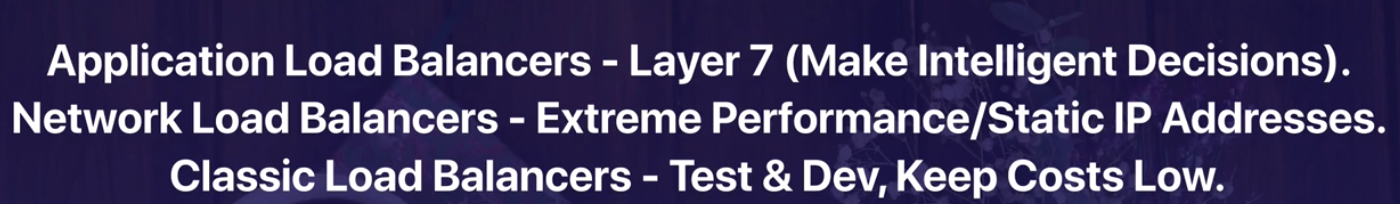 Application Load Balancers - Layer 7 (Make Intelligent Decisions).
Network Load Balancers - Extreme Performance/Static IP Addresses.
Classic Load Balancers - Test & Dev, Keep Costs Low.